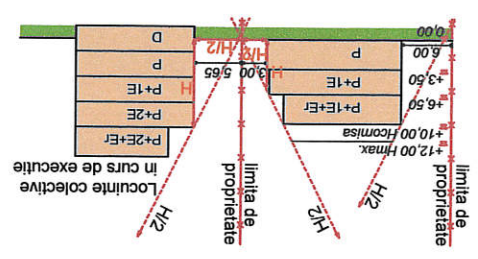 limita de
proprietate
H/2
+12,00 Hmax.
+10,00 Hcornisa
+6,50
+3,50
0,00
6,00
P+1E+Er
P+1E
P
H/2
H
H/2
3,00
5,65
H/2
limita de
proprietate
H/2
Locuinte colective
in curs de executie
P+2E+Er
P+2E
P+1E
P
D
H